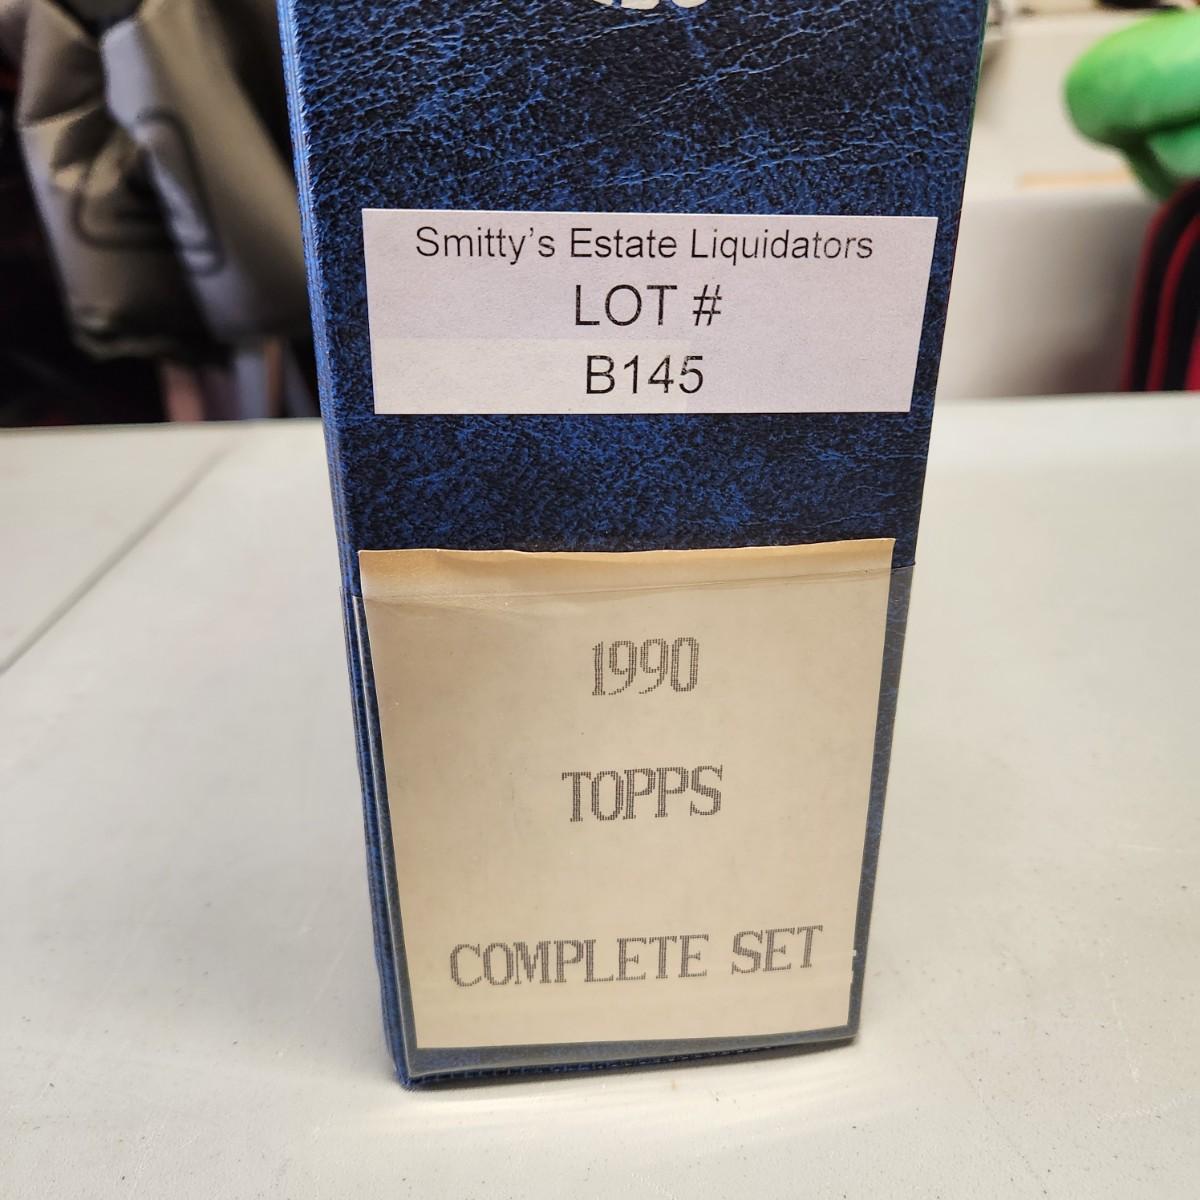 Smitty's Estate Liquidators
LOT #
B145
1990
TOPPS
COMPLETE SET